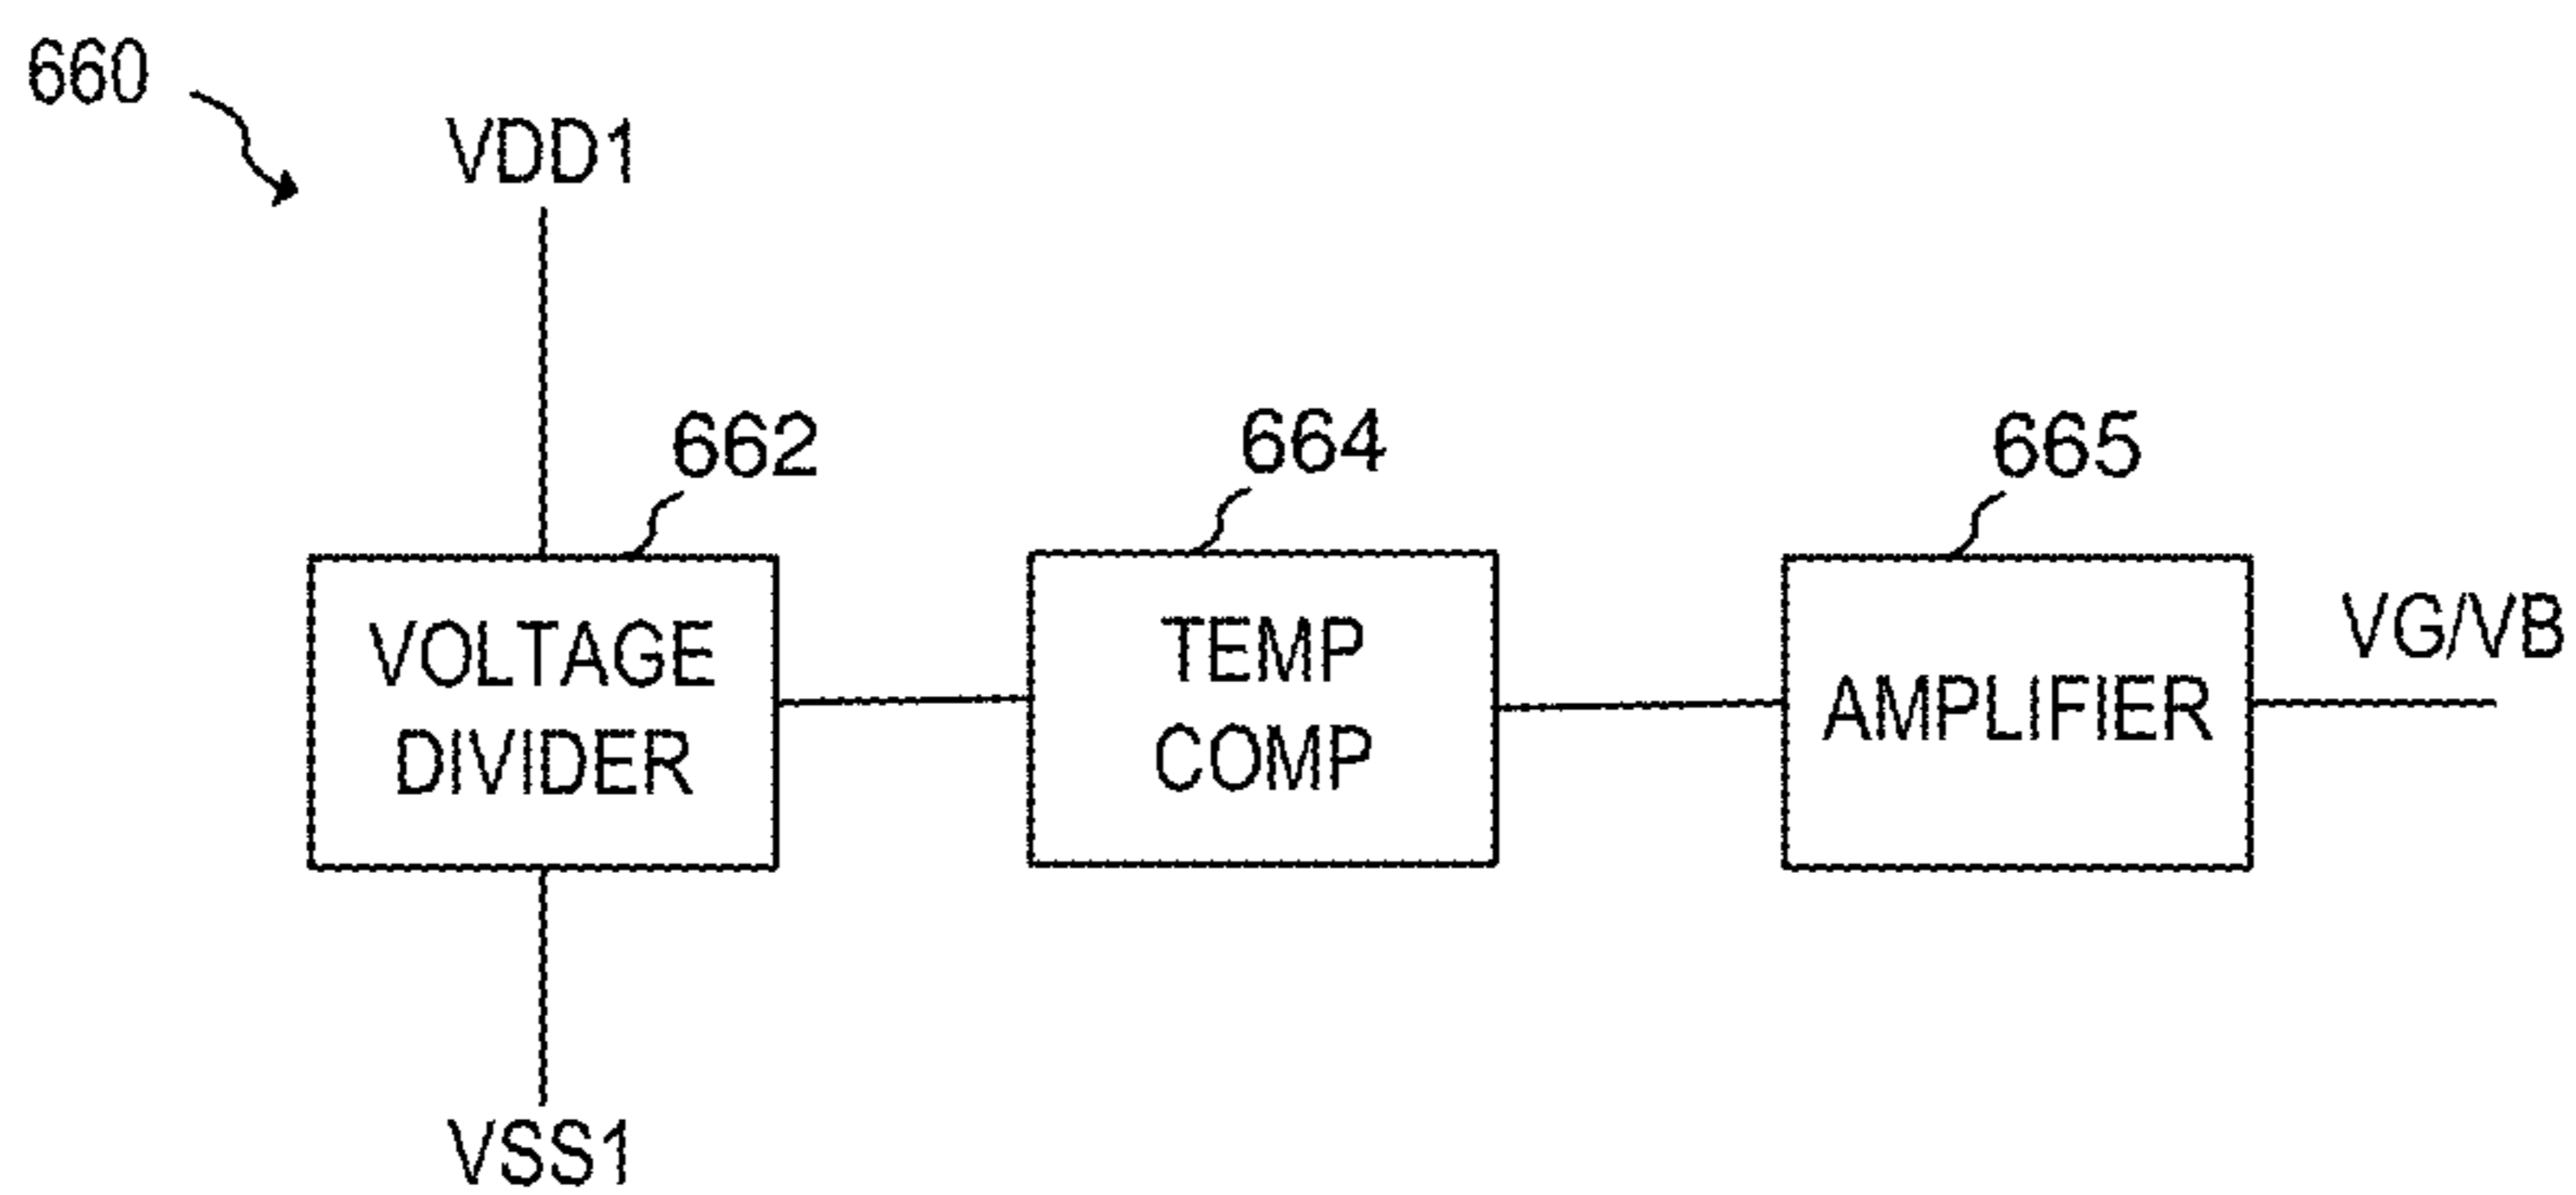 660
VDD1
662
664
665
VOLTAGE
DIVIDER
TEMP
COMP
AMPLIFIER
VG/VB
VSS1